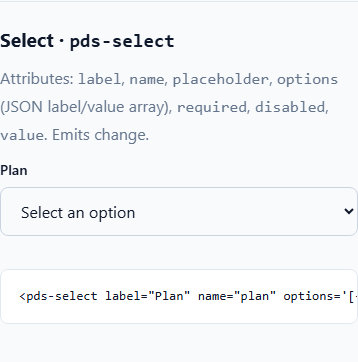 Select · pds-select
Attributes: label, name, placeholder, options
(JSON label/value array), required, disabled,
value. Emits change.
Plan
Select an option
<pds-select label="Plan" name="plan" options='[